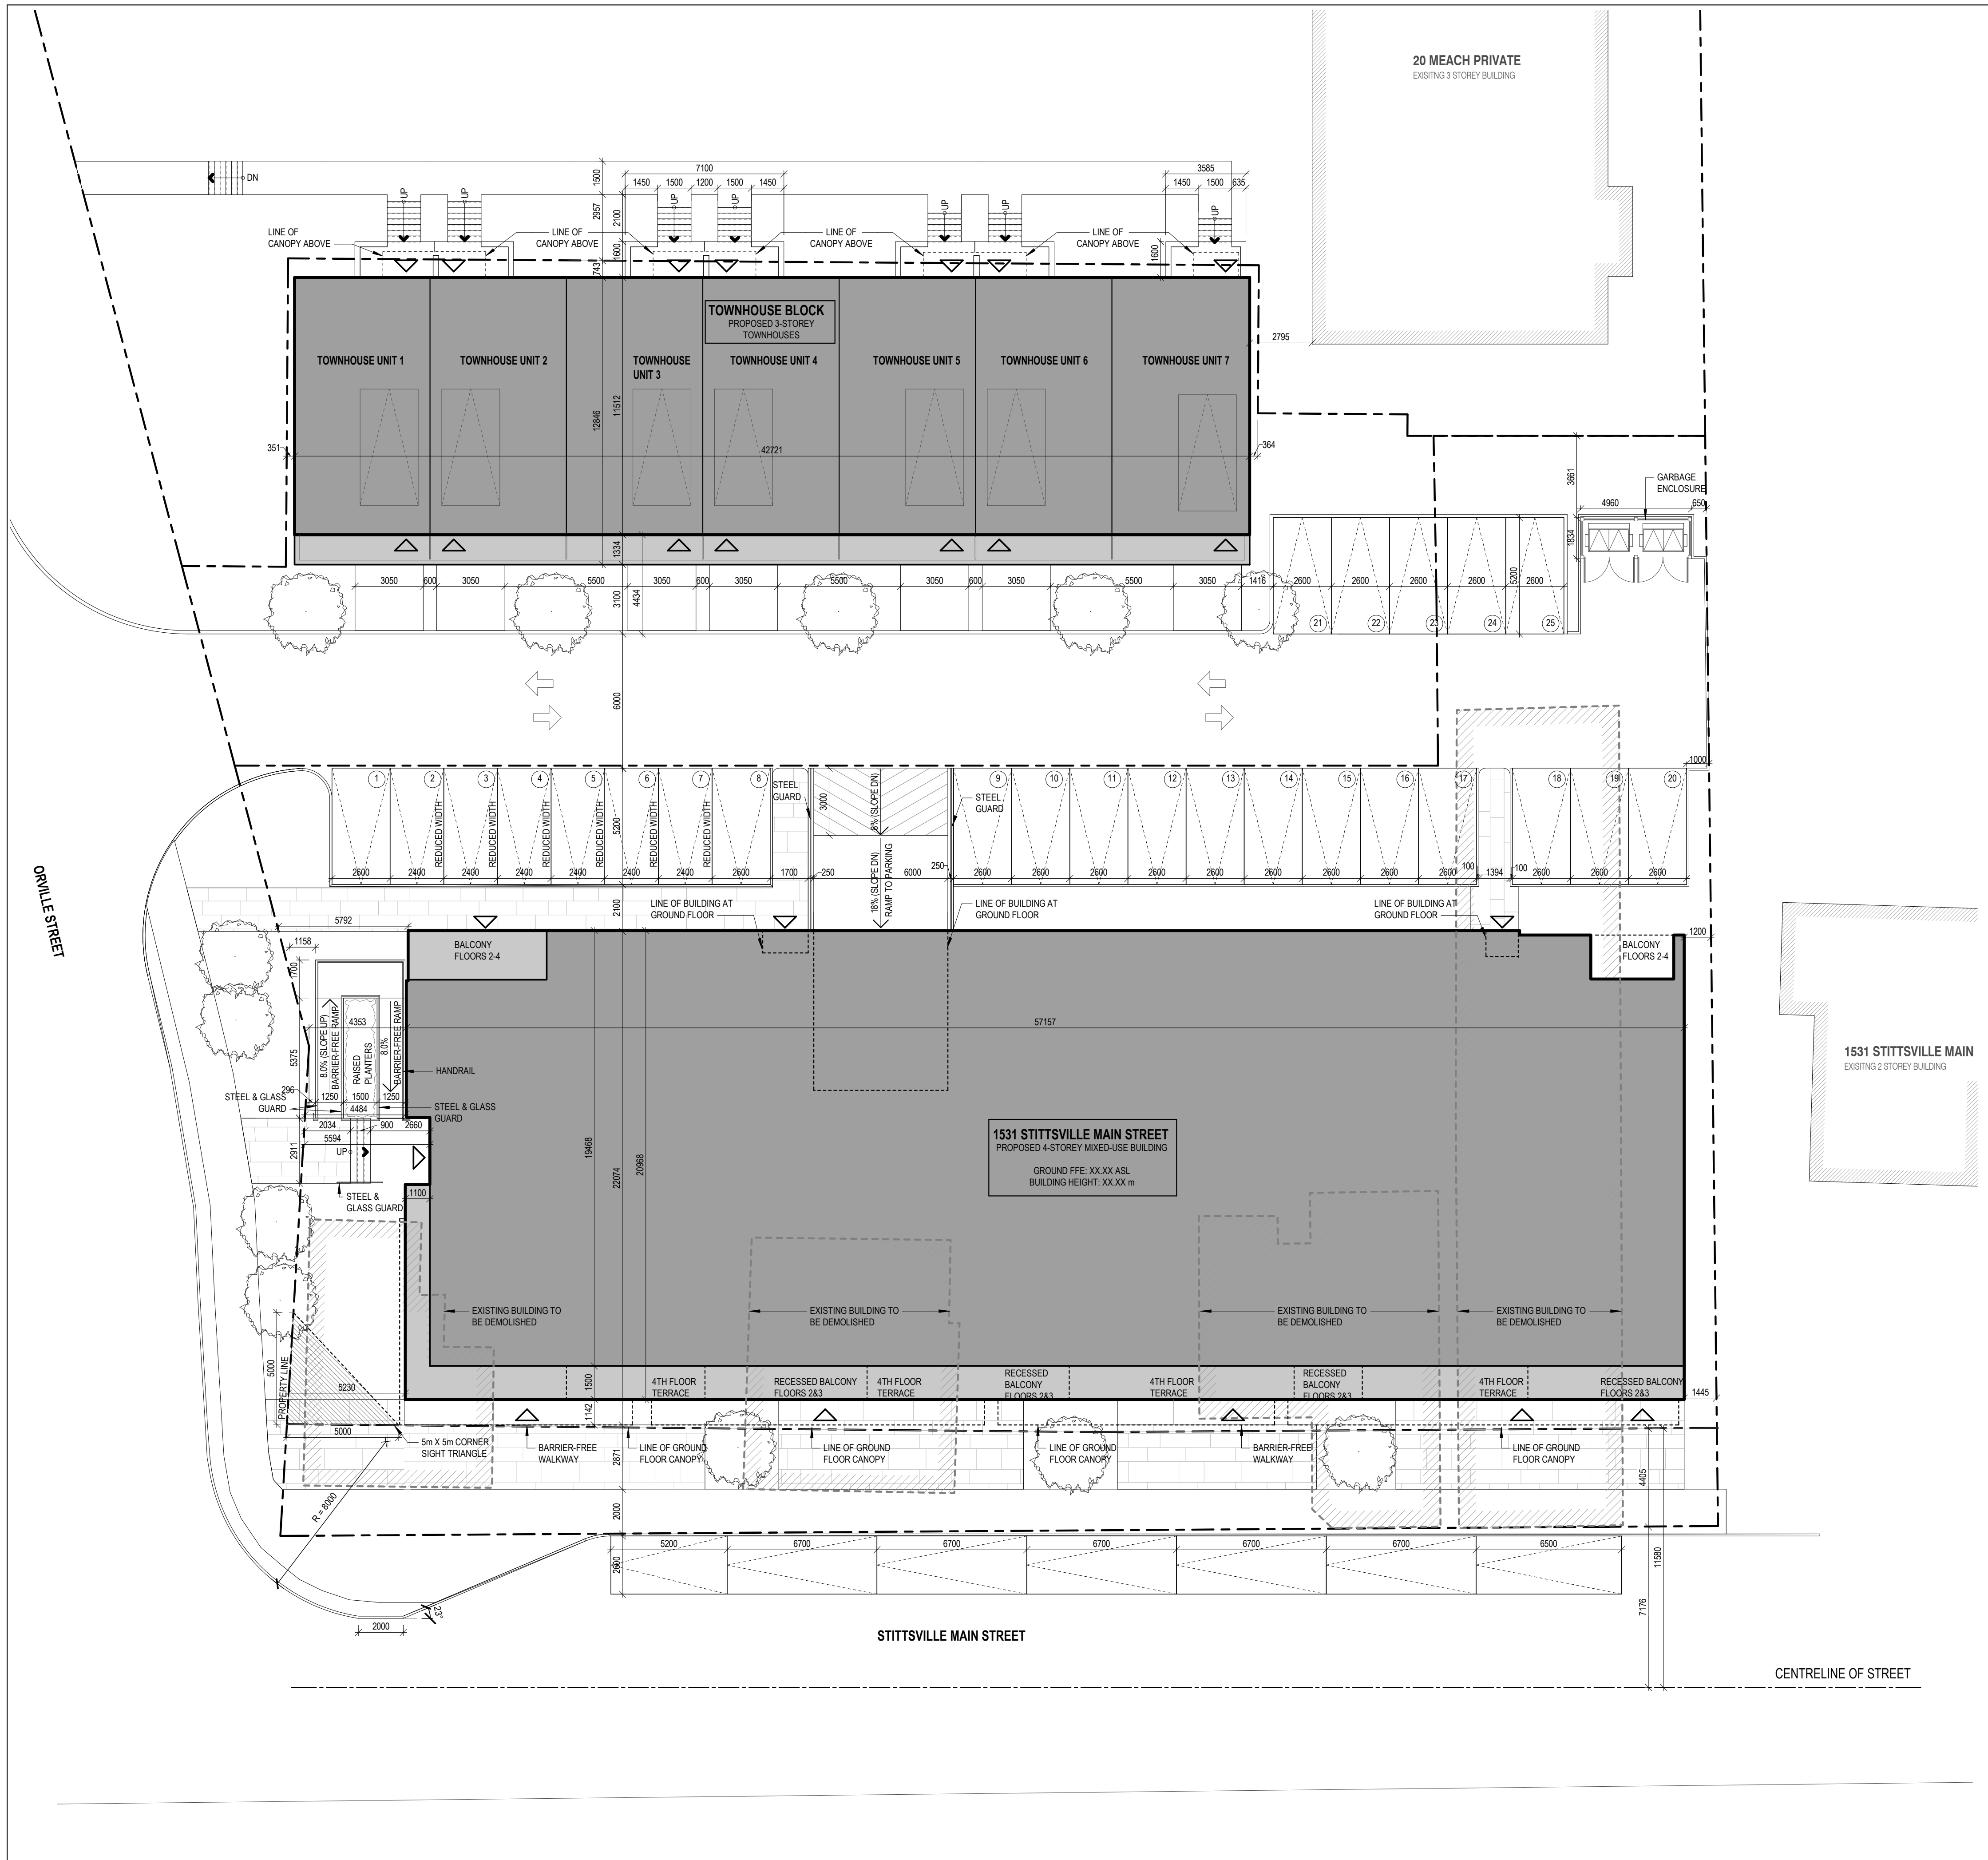 20 MEACH PRIVATE
EXISITNG 3 STOREY BUILDING
DN
UP
UP
7100
1450
1500
1200
1500
1450
3585
1450
1500
635
1500
2957
2100
1600
743
UP
UP
UP
UP
UP
1600
LINE OF
CANOPY ABOVE
LINE OF
CANOPY ABOVE
LINE OF
CANOPY ABOVE
LINE OF
CANOPY ABOVE
TOWNHOUSE BLOCK
PROPOSED 3-STOREY
TOWNHOUSES
2795
TOWNHOUSE UNIT 1
TOWNHOUSE UNIT 2
TOWNHOUSE
UNIT 3
TOWNHOUSE UNIT 4
TOWNHOUSE UNIT 5
TOWNHOUSE UNIT 6
TOWNHOUSE UNIT 7
12846
11512
351
42721
364
3661
GARBAGE
ENCLOSURE
4960
650
1834
1334
3050
600
3050
5500
3050
600
3050
5500
3050
600
3050
5500
3050
1416
2600
2600
2600
2600
5200
2600
3100
4434
21
22
23
24
25
6000
1000
1
2
3
4
5
6
7
8
REDUCED WIDTH
REDUCED WIDTH
REDUCED WIDTH
REDUCED WIDTH
REDUCED WIDTH
REDUCED WIDTH
5200
STEEL
GUARD
3000
8% (SLOPE DN)
STEEL
GUARD
9
10
11
12
13
14
15
16
17
18
19
20
2600
2400
2400
2400
2400
2400
2400
2600
1700
250
6000
250
18% (SLOPE DN)
RAMP TO PARKING
2600
2600
2600
2600
2600
2600
2600
2600
2600
100
1394
100
2600
2600
2600
ORVILLE STREET
2100
LINE OF BUILDING AT
GROUND FLOOR
LINE OF BUILDING AT
GROUND FLOOR
LINE OF BUILDING AT
GROUND FLOOR
5792
1158
1700
BALCONY
FLOORS 2-4
BALCONY
FLOORS 2-4
1200
4353
57157
5375
8.0% (SLOPE UP)
BARRIER-FREE RAMP
RAISED
PLANTERS
8.0%
BARRIER-FREE RAMP
HANDRAIL
296
STEEL & GLASS
GUARD
1250
1500
1250
4484
STEEL & GLASS
GUARD
2034
900
2660
5594
2911
UP
STEEL &
GLASS GUARD
1100
19468
22074
20968
1531 STITTSVILLE MAIN STREET
PROPOSED 4-STOREY MIXED-USE BUILDING
GROUND FFE: XX.XX ASL
BUILDING HEIGHT: XX.XX m
1531 STITTSVILLE MAIN
EXISITNG 2 STOREY BUILDING
EXISTING BUILDING TO
BE DEMOLISHED
EXISTING BUILDING TO
BE DEMOLISHED
EXISTING BUILDING TO
BE DEMOLISHED
EXISTING BUILDING TO
BE DEMOLISHED
5000
PROPERTY LINE
5230
1500
1142
4TH FLOOR
TERRACE
RECESSED BALCONY
FLOORS 2&3
4TH FLOOR
TERRACE
RECESSED
BALCONY
FLOORS 2&3
4TH FLOOR
TERRACE
RECESSED
BALCONY
FLOORS 2&3
4TH FLOOR
TERRACE
RECESSED BALCONY
FLOORS 2&3
1445
5000
5m X 5m CORNER
SIGHT TRIANGLE
BARRIER-FREE
WALKWAY
LINE OF GROUND
FLOOR CANOPY
LINE OF GROUND
FLOOR CANOPY
LINE OF GROUND
FLOOR CANOPY
BARRIER-FREE
WALKWAY
LINE OF GROUND
FLOOR CANOPY
2871
4405
R = 8000
2000
5200
6700
6700
6700
6700
6700
6500
2600
11580
7176
23°
2000
STITTSVILLE MAIN STREET
CENTRELINE OF STREET